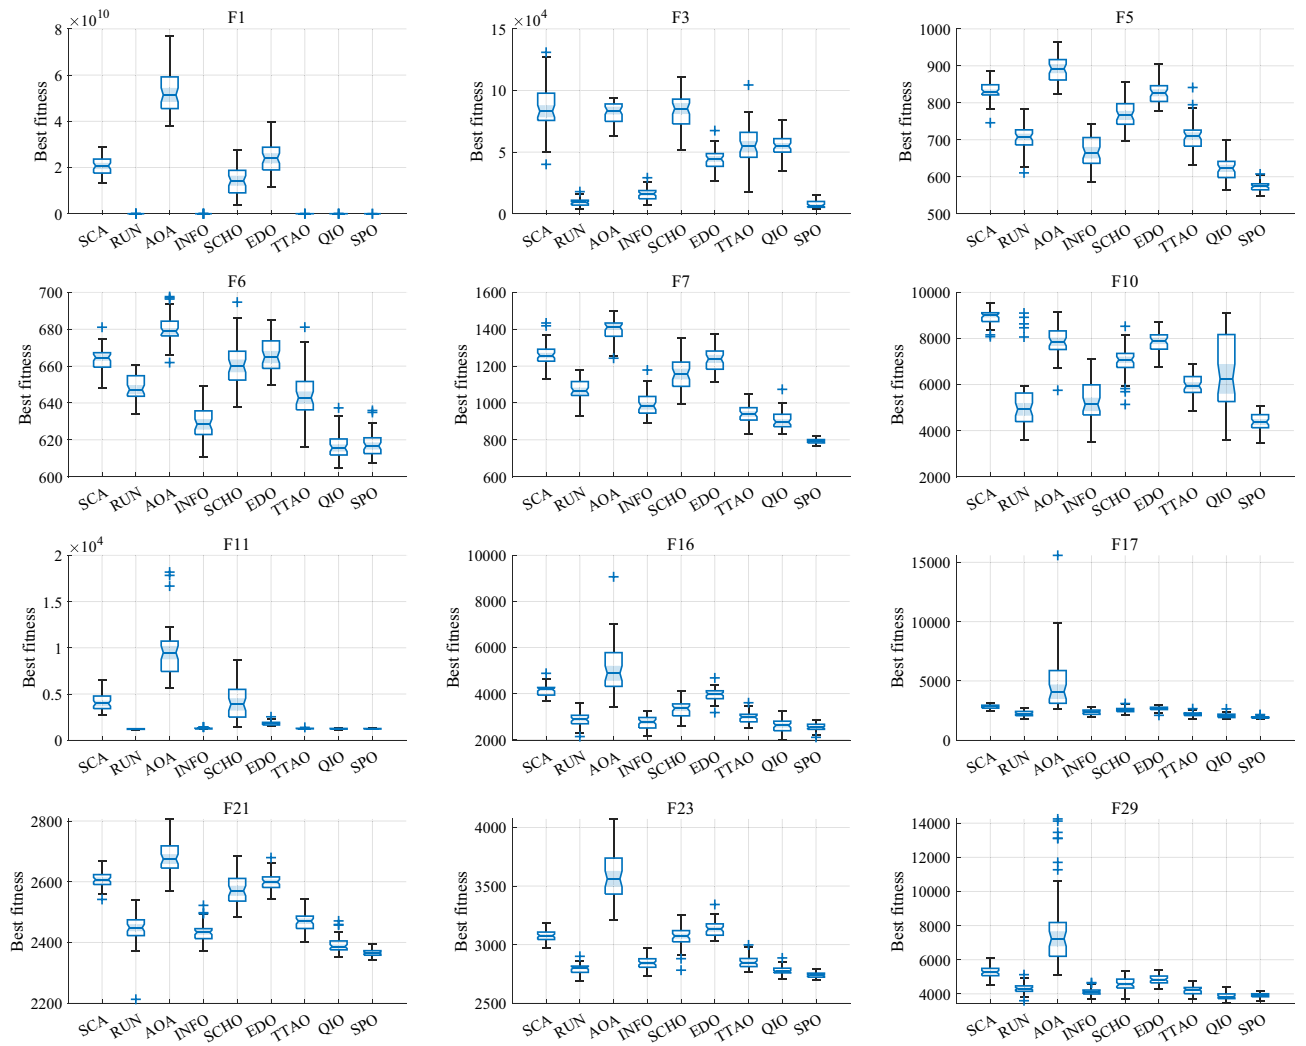 F1
×10^10
8
6
4
2
0
Best fitness
SCA RUN AOA INFO SCHO EDO TTAO QIO SPO
F3
×10^4
15
10
5
0
Best fitness
SCA RUN AOA INFO SCHO EDO TTAO QIO SPO
F5
1000
900
800
700
600
500
Best fitness
SCA RUN AOA INFO SCHO EDO TTAO QIO SPO
F6
700
680
660
640
620
600
Best fitness
SCA RUN AOA INFO SCHO EDO TTAO QIO SPO
F7
1600
1400
1200
1000
800
600
Best fitness
SCA RUN AOA INFO SCHO EDO TTAO QIO SPO
F10
10000
8000
6000
4000
2000
Best fitness
SCA RUN AOA INFO SCHO EDO TTAO QIO SPO
F11
×10^4
2
1.5
1
0.5
0
Best fitness
SCA RUN AOA INFO SCHO EDO TTAO QIO SPO
F16
10000
8000
6000
4000
2000
Best fitness
SCA RUN AOA INFO SCHO EDO TTAO QIO SPO
F17
15000
10000
5000
0
Best fitness
SCA RUN AOA INFO SCHO EDO TTAO QIO SPO
F21
2800
2600
2400
2200
Best fitness
SCA RUN AOA INFO SCHO EDO TTAO QIO SPO
F23
4000
3500
3000
2500
Best fitness
SCA RUN AOA INFO SCHO EDO TTAO QIO SPO
F29
14000
12000
10000
8000
6000
4000
Best fitness
SCA RUN AOA INFO SCHO EDO TTAO QIO SPO